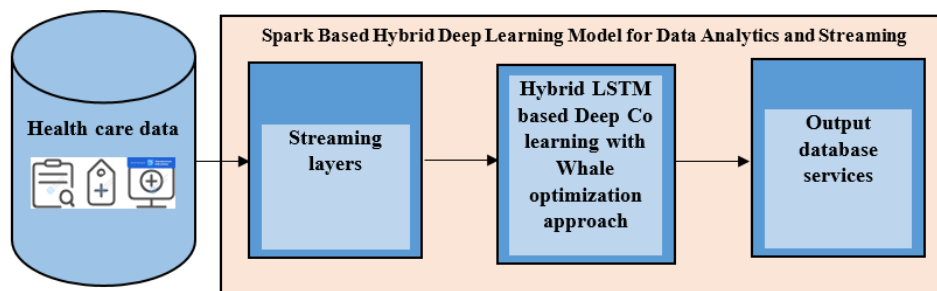 Spark Based Hybrid Deep Learning Model for Data Analytics and Streaming
Health care data
Streaming
layers
Hybrid LSTM
based Deep Co
learning with
Whale
optimization
approach
Output
database
services